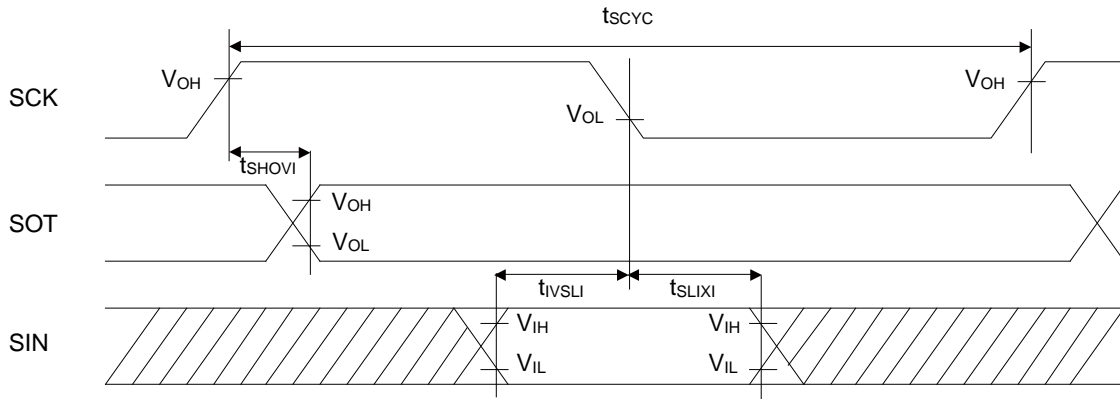 tSCYC
SCK
VOH
VOL
VOH
tSHOVI
SOT
VOH
VOL
tIVSLI
tSLIXI
SIN
VIH
VIH
VIL
VIL